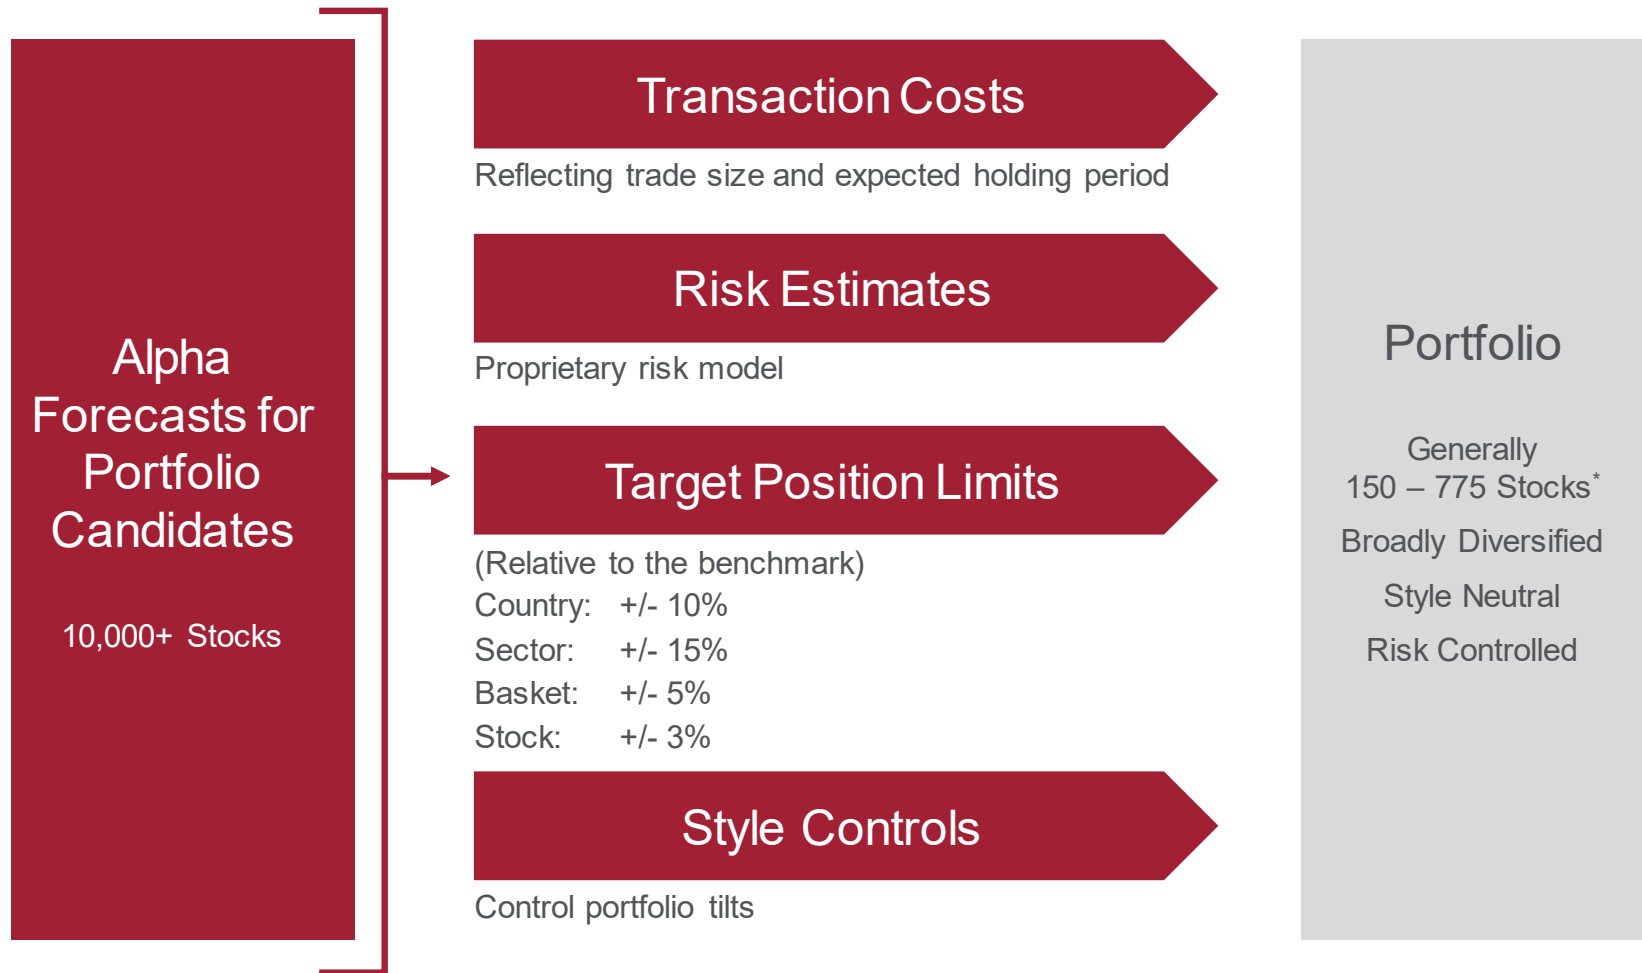 Alpha
Forecasts for
Portfolio
Candidates
10,000+ Stocks
Transaction Costs
Reflecting trade size and expected holding period
Risk Estimates
Proprietary risk model
Target Position Limits
(Relative to the benchmark)
Country: +/- 10%
Sector: +/- 15%
Basket: +/- 5%
Stock: +/- 3%
Style Controls
Control portfolio tilts
Portfolio
Generally
150 – 775 Stocks*
Broadly Diversified
Style Neutral
Risk Controlled